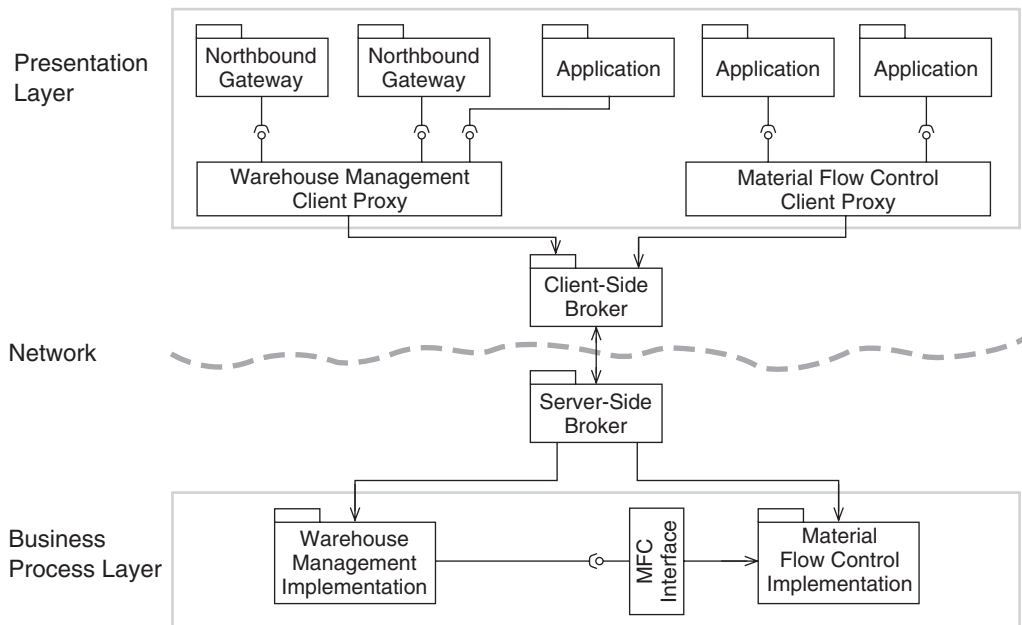 Presentation
Layer
Northbound
Gateway
Northbound
Gateway
Application
Application
Application
Warehouse Management
Client Proxy
Material Flow Control
Client Proxy
Client-Side
Broker
Network
Server-Side
Broker
Business
Process Layer
Warehouse
Management
Implementation
MFC
Interface
Material
Flow Control
Implementation